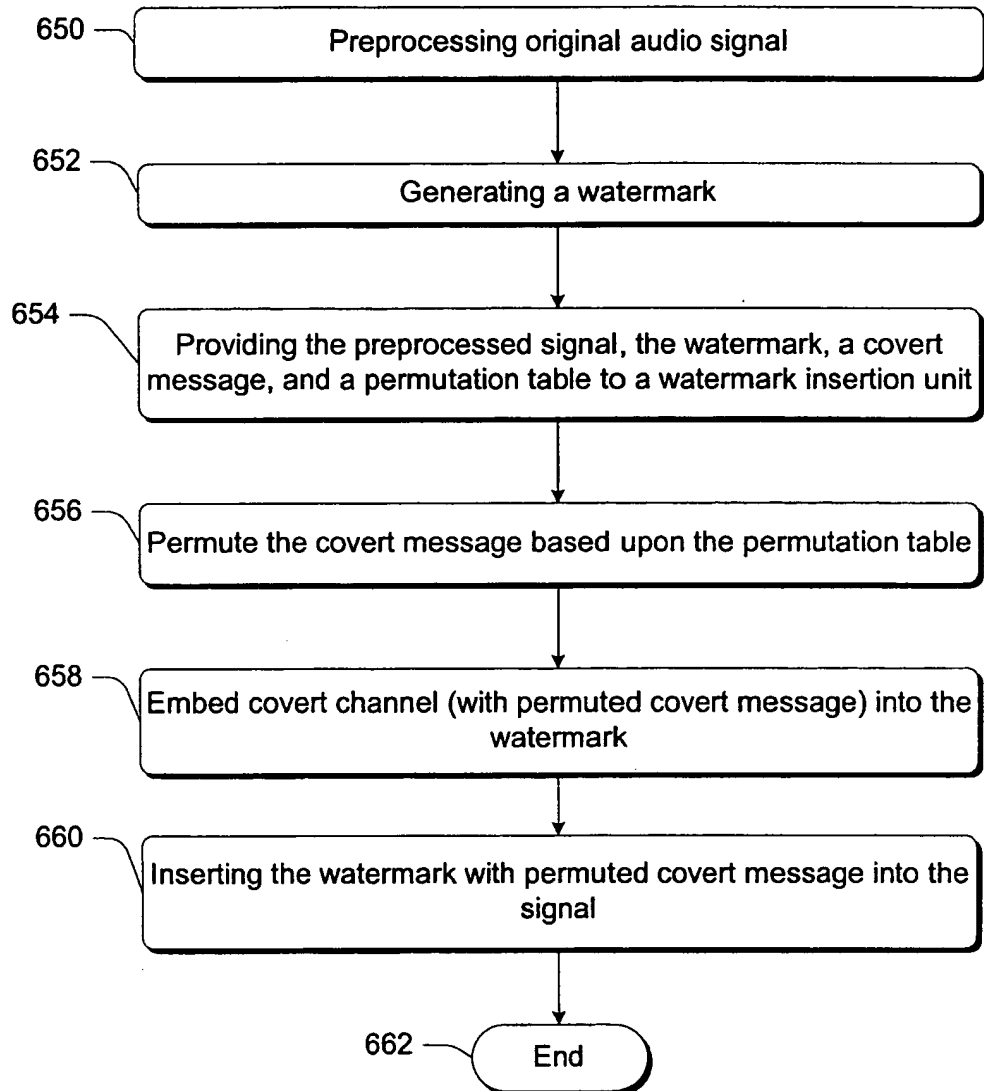 650
Preprocessing original audio signal
652
Generating a watermark
654
Providing the preprocessed signal, the watermark, a covert
message, and a permutation table to a watermark insertion unit
656
Permute the covert message based upon the permutation table
658
Embed covert channel (with permuted covert message) into the
watermark
660
Inserting the watermark with permuted covert message into the
signal
662
End